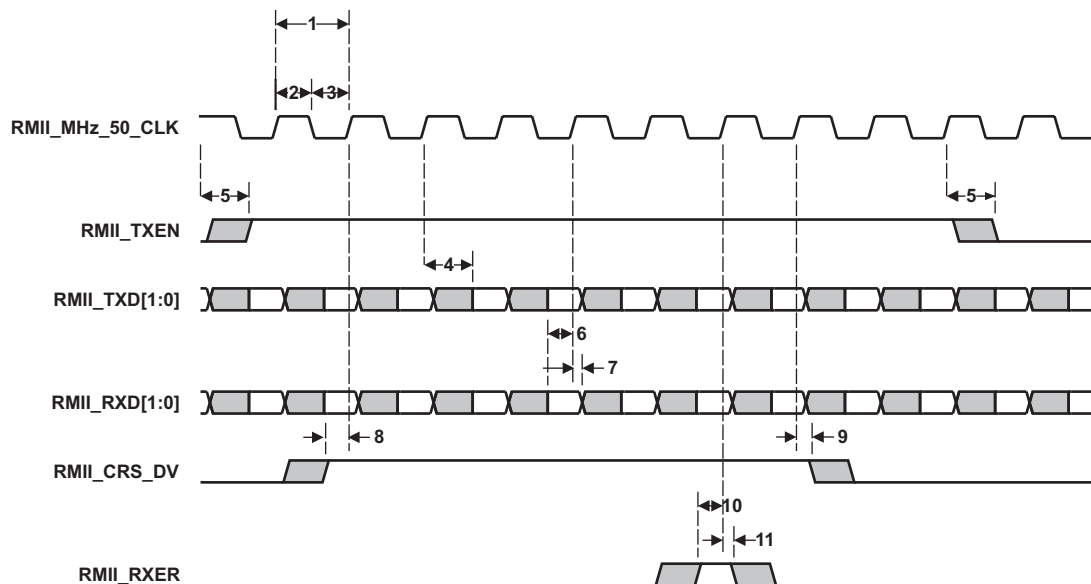 1
2 3
RMII_MHz_50_CLK
5 5
RMII_TXEN
4
RMII_TXD[1:0]
6
7
RMII_RXD[1:0]
8 9
RMII_CRS_DV
10
11
RMII_RXER